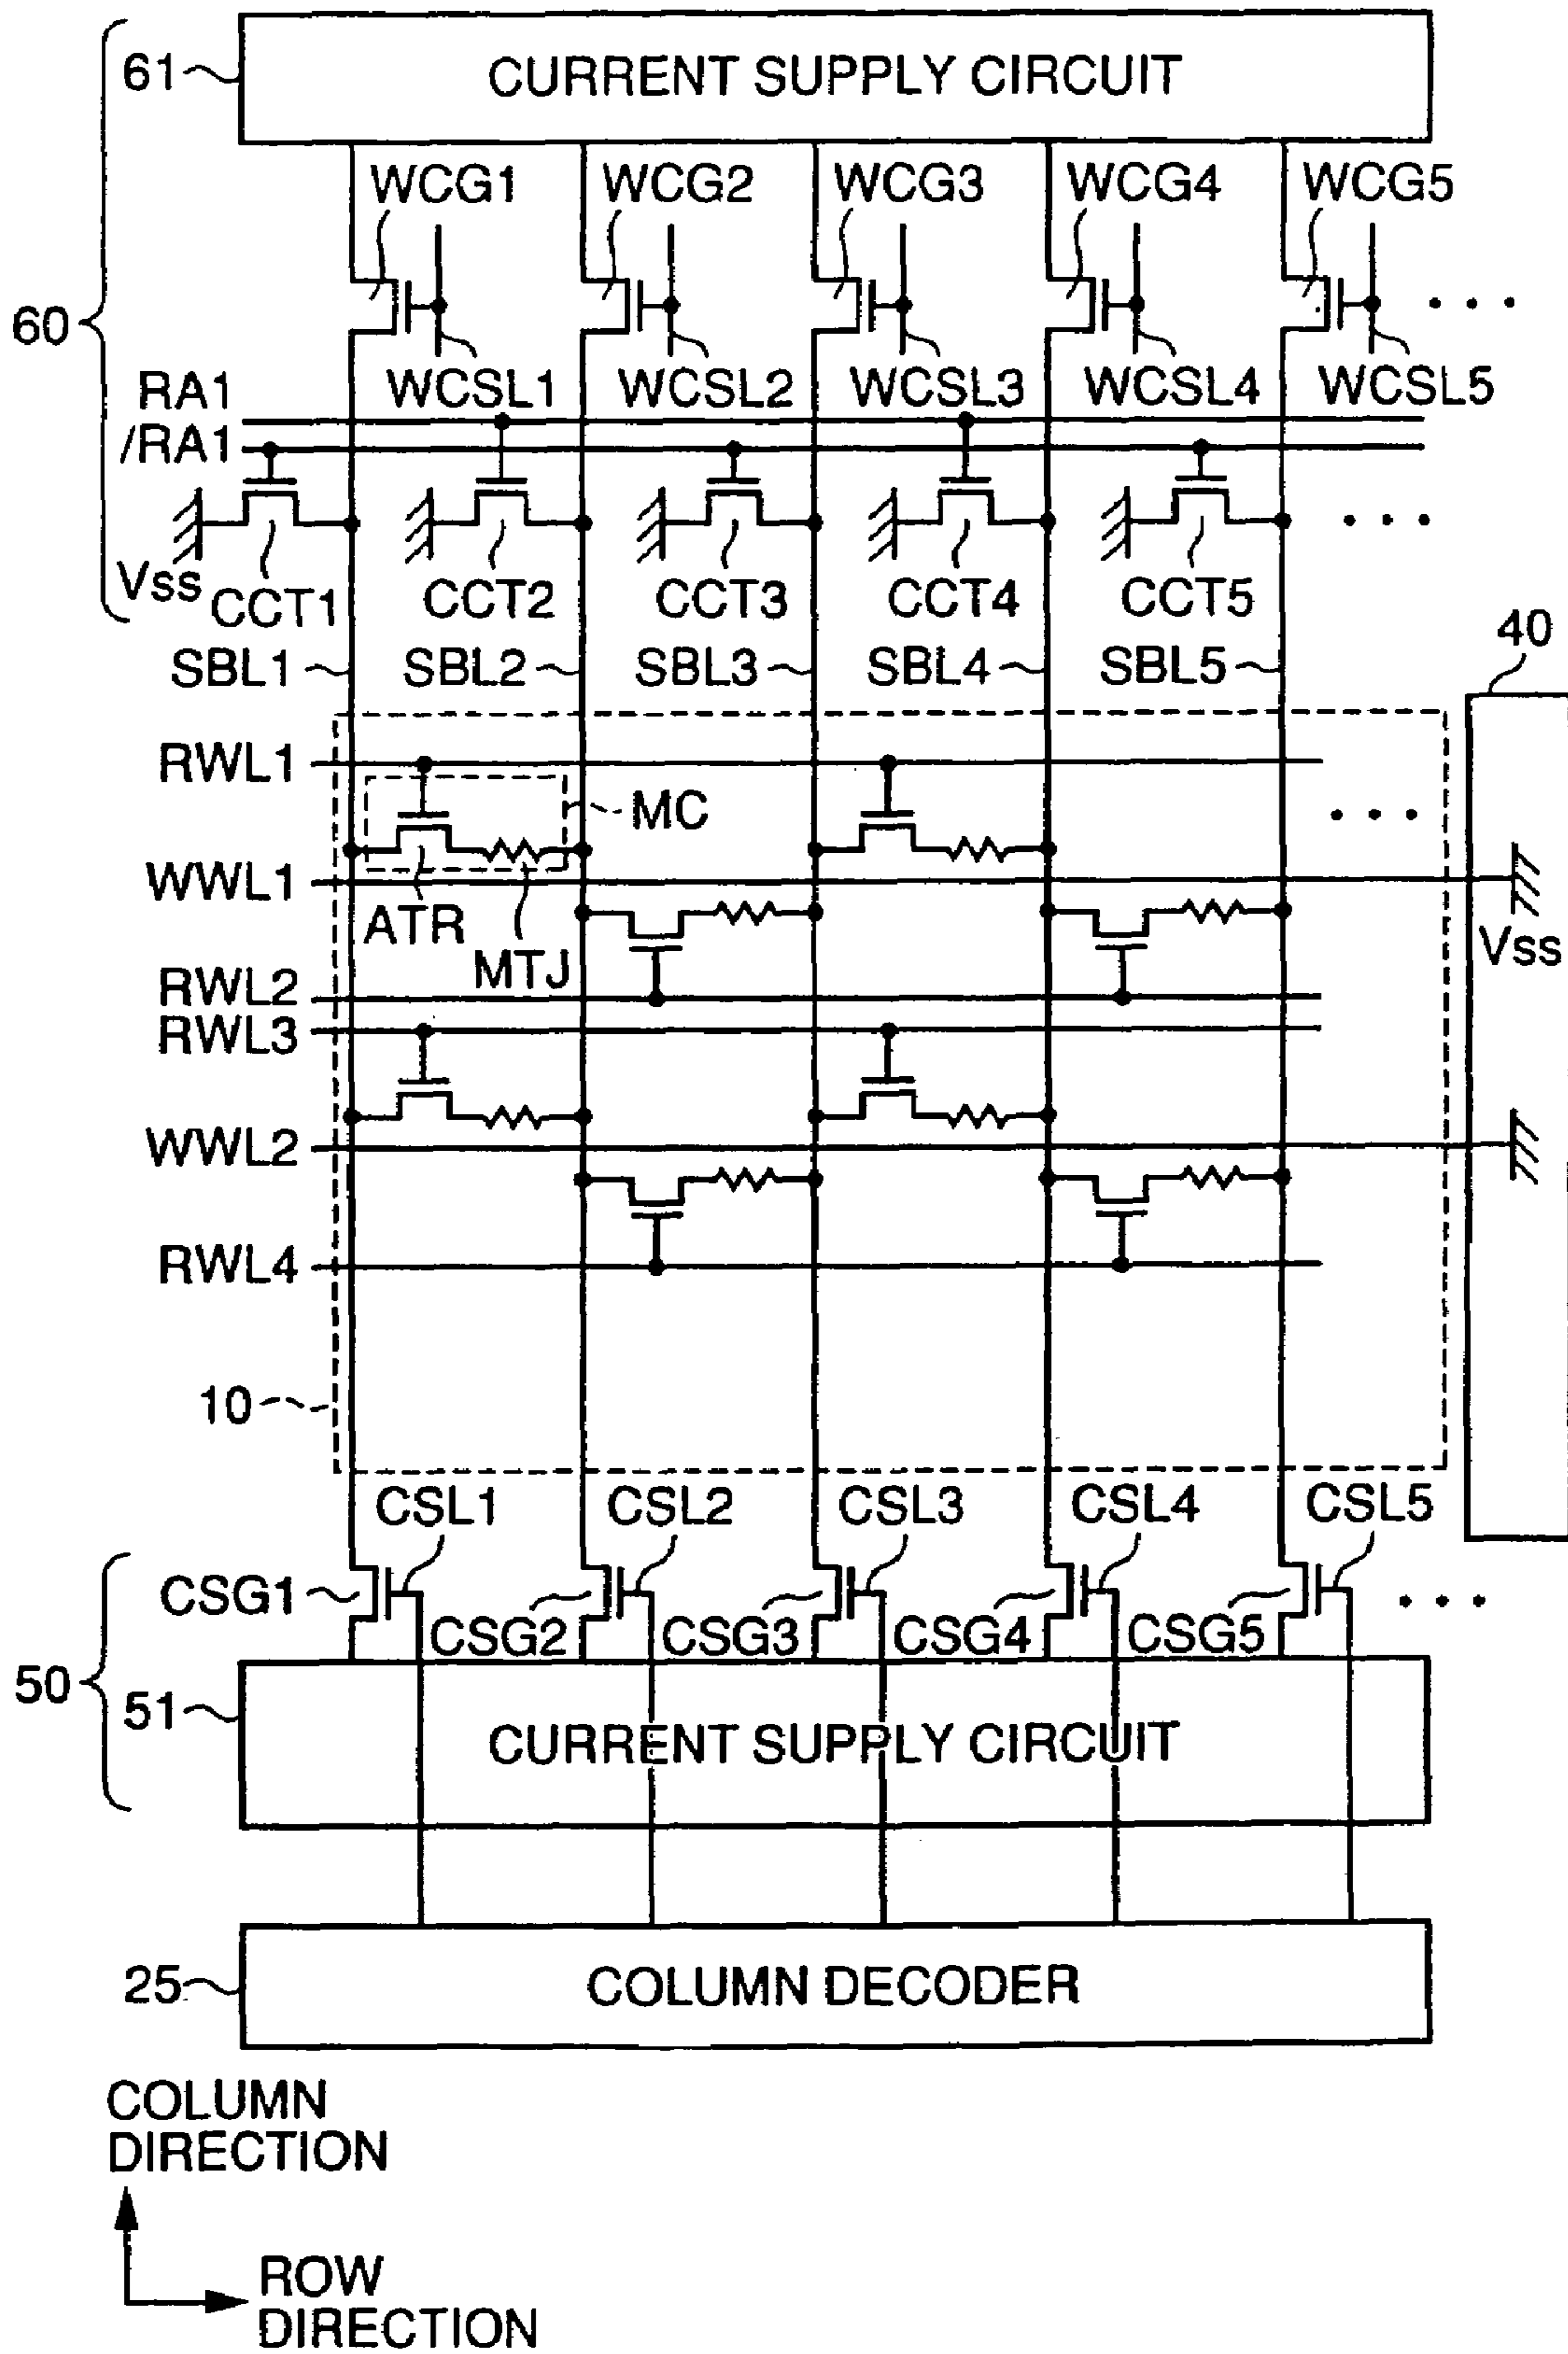 61
CURRENT SUPPLY CIRCUIT
WCG1 WCG2 WCG3 WCG4 WCG5
60
WCSL1 WCSL2 WCSL3 WCSL4 WCSL5
RA1
/RA1
Vss
CCT1 CCT2 CCT3 CCT4 CCT5
SBL1 SBL2 SBL3 SBL4 SBL5
40
RWL1
MC
WWL1
ATR
MTJ
Vss
RWL2
RWL3
WWL2
RWL4
10
CSL1 CSL2 CSL3 CSL4 CSL5
CSG1 CSG2 CSG3 CSG4 CSG5
50
51
CURRENT SUPPLY CIRCUIT
25
COLUMN DECODER
COLUMN
DIRECTION
ROW
DIRECTION